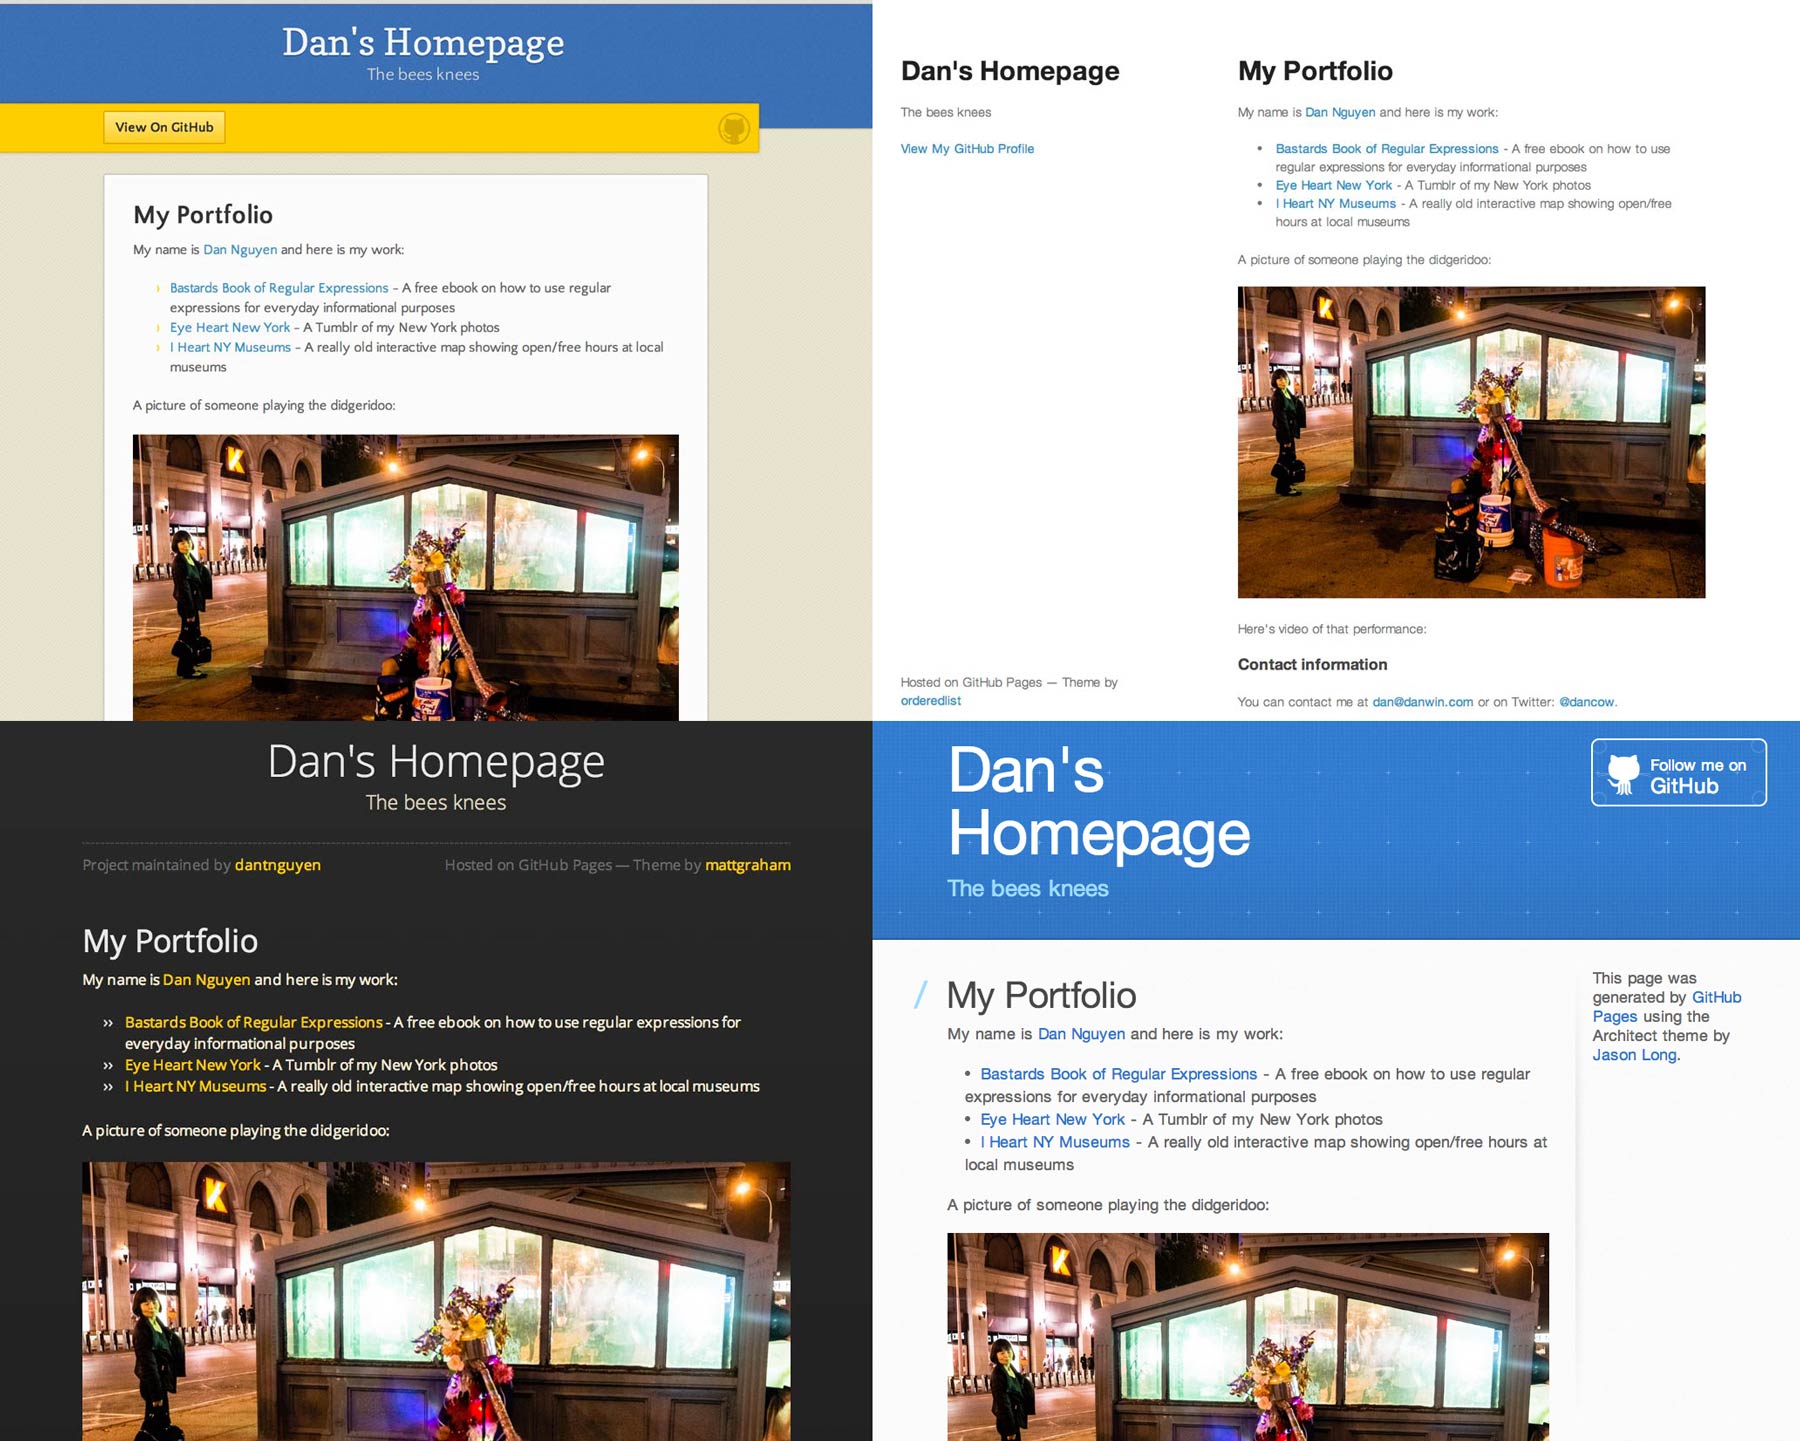 Dan's Homepage
The bees knees
View On GitHub
My Portfolio
My name is Dan Nguyen and here is my work:
Bastards Book of Regular Expressions - A free ebook on how to use regular
expressions for everyday informational purposes
Eye Heart New York - A Tumblr of my New York photos
I Heart NY Museums - A really old interactive map showing open/free hours at local
museums
A picture of someone playing the didgeridoo:
K
Dan's Homepage
The bees knees
View My GitHub Profile
Hosted on GitHub Pages — Theme by
orderedlist
My Portfolio
My name is Dan Nguyen and here is my work:
• Bastards Book of Regular Expressions - A free ebook on how to use
regular expressions for everyday informational purposes
• Eye Heart New York - A Tumblr of my New York photos
• I Heart NY Museums - A really old interactive map showing open/free
hours at local museums
A picture of someone playing the didgeridoo:
K
Here's video of that performance:
Contact information
You can contact me at dan@danwin.com or on Twitter: @dancow.
Dan's Homepage
The bees knees
Project maintained by dantnguyen
Hosted on GitHub Pages — Theme by mattgraham
My Portfolio
My name is Dan Nguyen and here is my work:
›› Bastards Book of Regular Expressions - A free ebook on how to use regular expressions for
everyday informational purposes
›› Eye Heart New York - A Tumblr of my New York photos
›› I Heart NY Museums - A really old interactive map showing open/free hours at local museums
A picture of someone playing the didgeridoo:
K
Dan's
Homepage
The bees knees
Follow me on
GitHub
/ My Portfolio
My name is Dan Nguyen and here is my work:
• Bastards Book of Regular Expressions - A free ebook on how to use regular
expressions for everyday informational purposes
• Eye Heart New York - A Tumblr of my New York photos
• I Heart NY Museums - A really old interactive map showing open/free hours at
local museums
A picture of someone playing the didgeridoo:
K
This page was
generated by GitHub
Pages using the
Architect theme by
Jason Long.